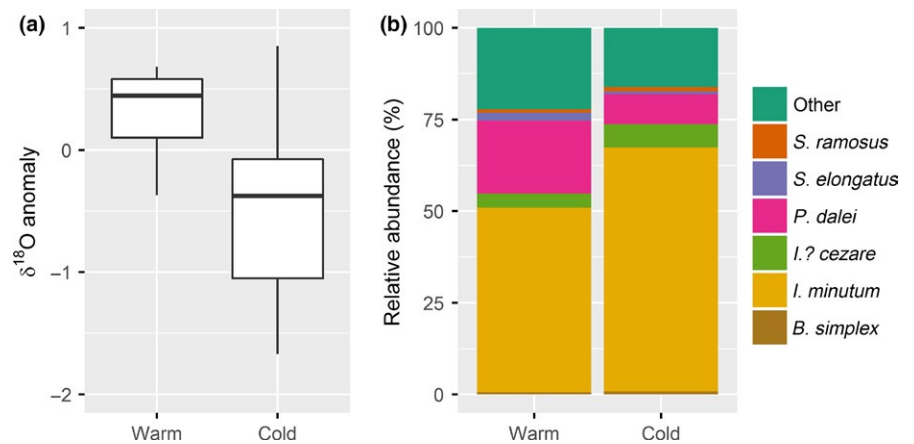 (a)
δ18O anomaly
1
0
−1
−2
Warm
Cold
(b)
Relative abundance (%)
100
75
50
25
0
Warm
Cold
Other
S. ramosus
S. elongatus
P. dalei
I.? cezare
I. minutum
B. simplex